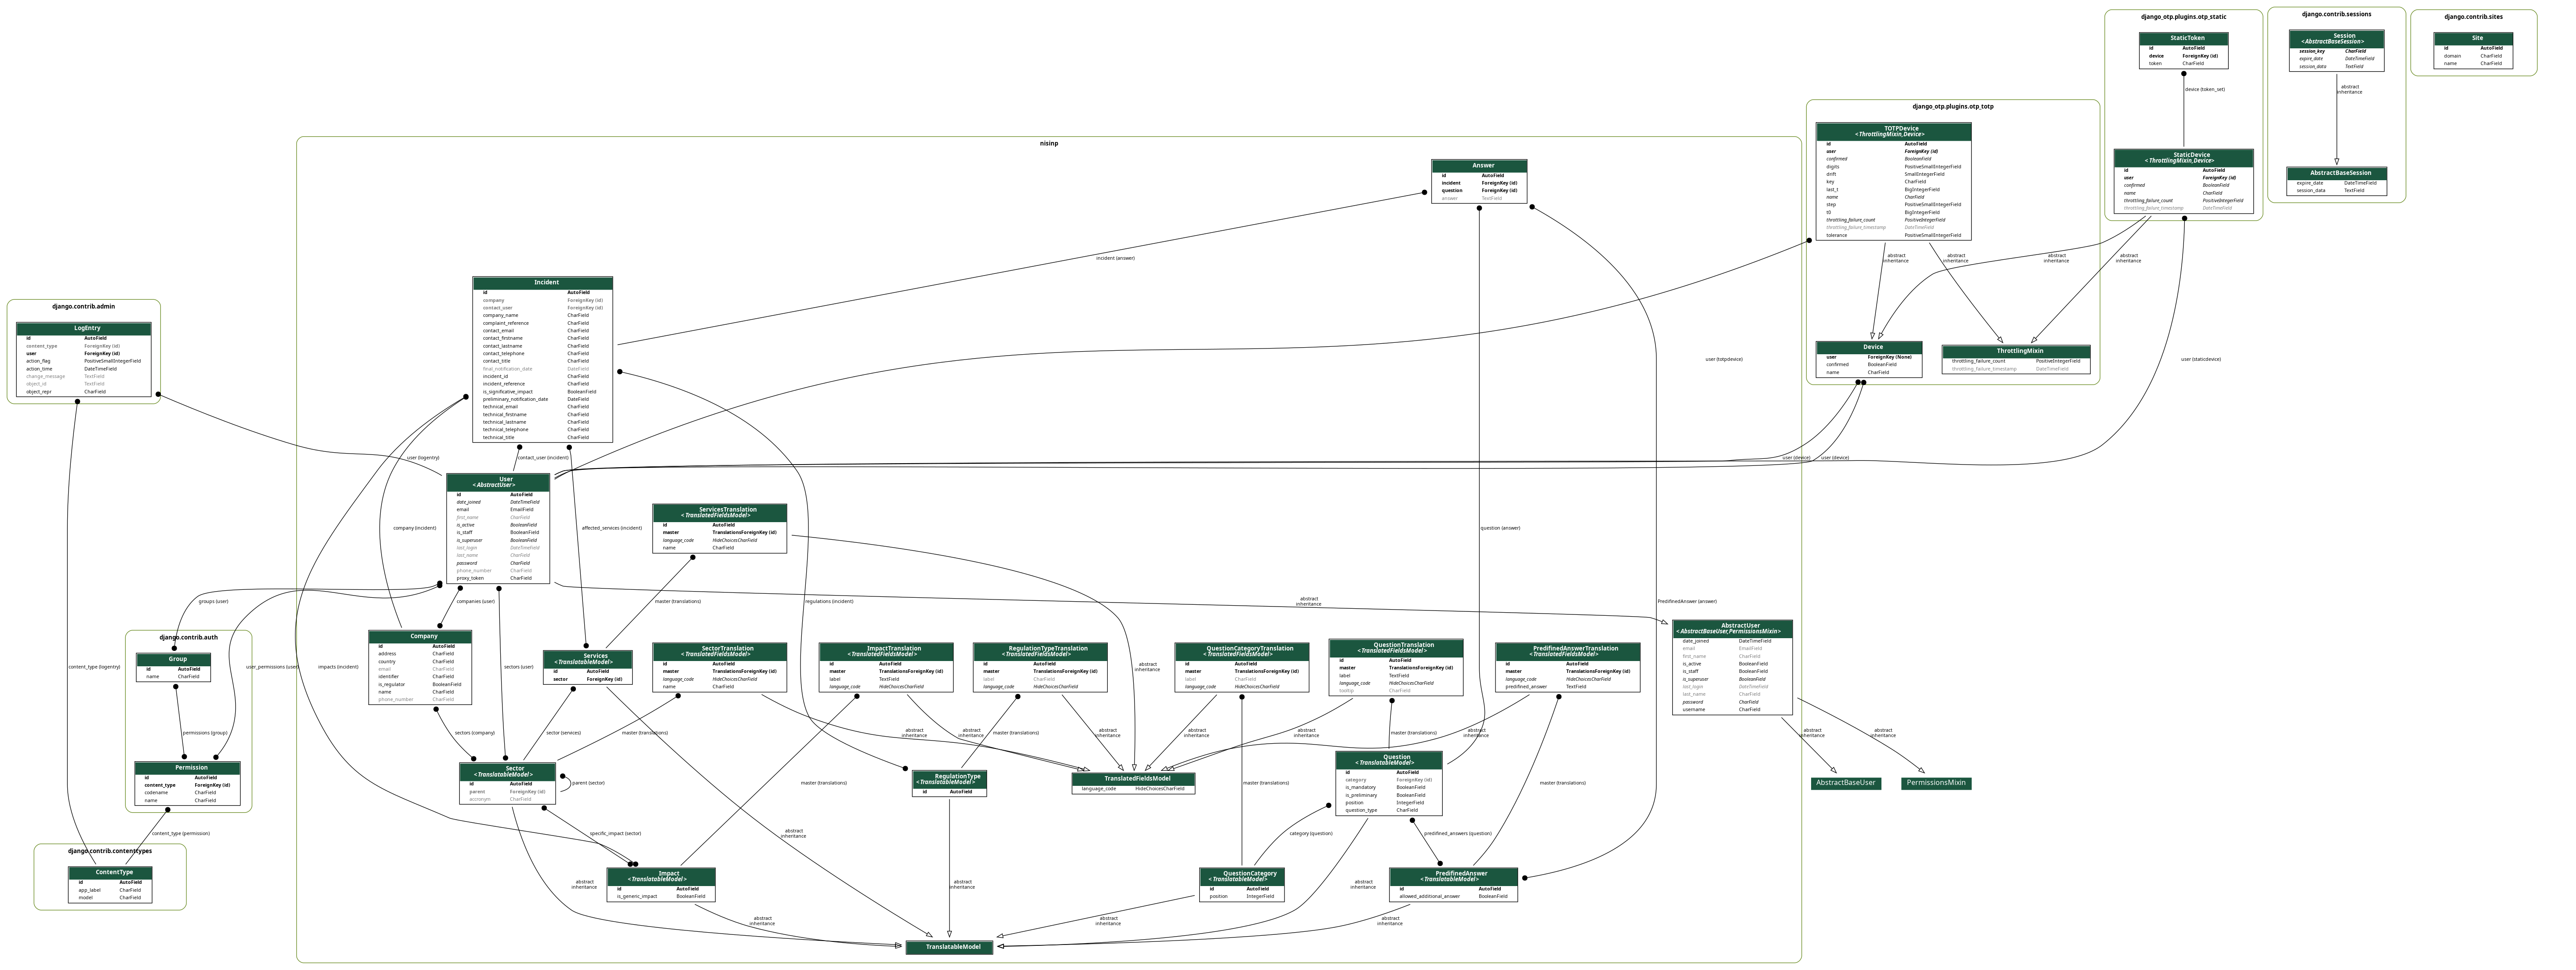 django_otp.plugins.otp_static
StaticToken
id AutoField
device ForeignKey (id)
token CharField
device (token_set)
StaticDevice
<ThrottlingMixin,Device>
id AutoField
user ForeignKey (id)
confirmed BooleanField
name CharField
throttling_failure_count PositiveIntegerField
throttling_failure_timestamp DateTimeField
django.contrib.sessions
Session
<AbstractBaseSession>
session_key CharField
expire_date DateTimeField
session_data TextField
abstract
inheritance
AbstractBaseSession
expire_date DateTimeField
session_data TextField
django.contrib.sites
Site
id AutoField
domain CharField
name CharField
django_otp.plugins.otp_totp
TOTPDevice
<ThrottlingMixin,Device>
id AutoField
user ForeignKey (id)
confirmed BooleanField
digits PositiveSmallIntegerField
drift SmallIntegerField
key CharField
last_t BigIntegerField
name CharField
step PositiveSmallIntegerField
t0 BigIntegerField
throttling_failure_count PositiveIntegerField
throttling_failure_timestamp DateTimeField
tolerance PositiveSmallIntegerField
abstract
inheritance
abstract
inheritance
abstract
inheritance
abstract
inheritance
Device
user ForeignKey (None)
confirmed BooleanField
name CharField
ThrottlingMixin
throttling_failure_count PositiveIntegerField
throttling_failure_timestamp DateTimeField
user (staticdevice)
user (totpdevice)
user (device)
user (device)
nisinp
Answer
id AutoField
incident ForeignKey (id)
question ForeignKey (id)
answer TextField
incident (answer)
Incident
id AutoField
company ForeignKey (id)
contact_user ForeignKey (id)
company_name CharField
complaint_reference CharField
contact_email CharField
contact_firstname CharField
contact_lastname CharField
contact_telephone CharField
contact_title CharField
final_notification_date DateField
incident_id CharField
incident_reference CharField
is_significative_impact BooleanField
preliminary_notification_date DateField
technical_email CharField
technical_firstname CharField
technical_lastname CharField
technical_telephone CharField
technical_title CharField
django.contrib.admin
LogEntry
id AutoField
content_type ForeignKey (id)
user ForeignKey (id)
action_flag PositiveSmallIntegerField
action_time DateTimeField
change_message TextField
object_id TextField
object_repr CharField
user (logentry)
contact_user (incident)
User
<AbstractUser>
id AutoField
date_joined DateTimeField
email EmailField
first_name CharField
is_active BooleanField
is_staff BooleanField
is_superuser BooleanField
last_login DateTimeField
last_name CharField
password CharField
phone_number CharField
proxy_token CharField
company (incident)
affected_services (incident)
question (answer)
ServicesTranslation
<TranslatedFieldsModel>
id AutoField
master TranslationsForeignKey (id)
language_code HideChoicesCharField
name CharField
groups (user)
companies (user)
master (translations)
regulations (incident)
abstract
inheritance
PredifinedAnswer (answer)
django.contrib.auth
Group
id AutoField
name CharField
permissions (group)
Permission
id AutoField
content_type ForeignKey (id)
codename CharField
name CharField
content_type (logentry)
user_permissions (user)
impacts (incident)
Company
id AutoField
address CharField
country CharField
email CharField
identifier CharField
is_regulator BooleanField
name CharField
phone_number CharField
sectors (user)
Services
<TranslatableModel>
id AutoField
sector ForeignKey (id)
SectorTranslation
<TranslatedFieldsModel>
id AutoField
master TranslationsForeignKey (id)
language_code HideChoicesCharField
name CharField
ImpactTranslation
<TranslatedFieldsModel>
id AutoField
master TranslationsForeignKey (id)
label TextField
language_code HideChoicesCharField
RegulationTypeTranslation
<TranslatedFieldsModel>
id AutoField
master TranslationsForeignKey (id)
label CharField
language_code HideChoicesCharField
abstract
inheritance
QuestionCategoryTranslation
<TranslatedFieldsModel>
id AutoField
master TranslationsForeignKey (id)
label CharField
language_code HideChoicesCharField
QuestionTranslation
<TranslatedFieldsModel>
id AutoField
master TranslationsForeignKey (id)
label TextField
language_code HideChoicesCharField
tooltip CharField
PredifinedAnswerTranslation
<TranslatedFieldsModel>
id AutoField
master TranslationsForeignKey (id)
language_code HideChoicesCharField
predifined_answer TextField
AbstractUser
<AbstractBaseUser,PermissionsMixin>
date_joined DateTimeField
email EmailField
first_name CharField
is_active BooleanField
is_staff BooleanField
is_superuser BooleanField
last_login DateTimeField
last_name CharField
password CharField
username CharField
abstract
inheritance
abstract
inheritance
AbstractBaseUser
PermissionsMixin
sectors (company)
sector (services)
master (translations)
abstract
inheritance
abstract
inheritance
master (translations)
abstract
inheritance
abstract
inheritance
abstract
inheritance
master (translations)
abstract
inheritance
Sector
<TranslatableModel>
id AutoField
parent ForeignKey (id)
accronym CharField
parent (sector)
master (translations)
RegulationType
<TranslatableModel>
id AutoField
TranslatedFieldsModel
language_code HideChoicesCharField
master (translations)
Question
<TranslatableModel>
id AutoField
category ForeignKey (id)
is_mandatory BooleanField
is_preliminary BooleanField
position IntegerField
question_type CharField
master (translations)
content_type (permission)
specific_impact (sector)
abstract
inheritance
category (question)
predifined_answers (question)
django.contrib.contenttypes
ContentType
id AutoField
app_label CharField
model CharField
abstract
inheritance
Impact
<TranslatableModel>
id AutoField
is_generic_impact BooleanField
abstract
inheritance
QuestionCategory
<TranslatableModel>
id AutoField
position IntegerField
abstract
inheritance
PredifinedAnswer
<TranslatableModel>
id AutoField
allowed_additional_answer BooleanField
abstract
inheritance
abstract
inheritance
abstract
inheritance
TranslatableModel